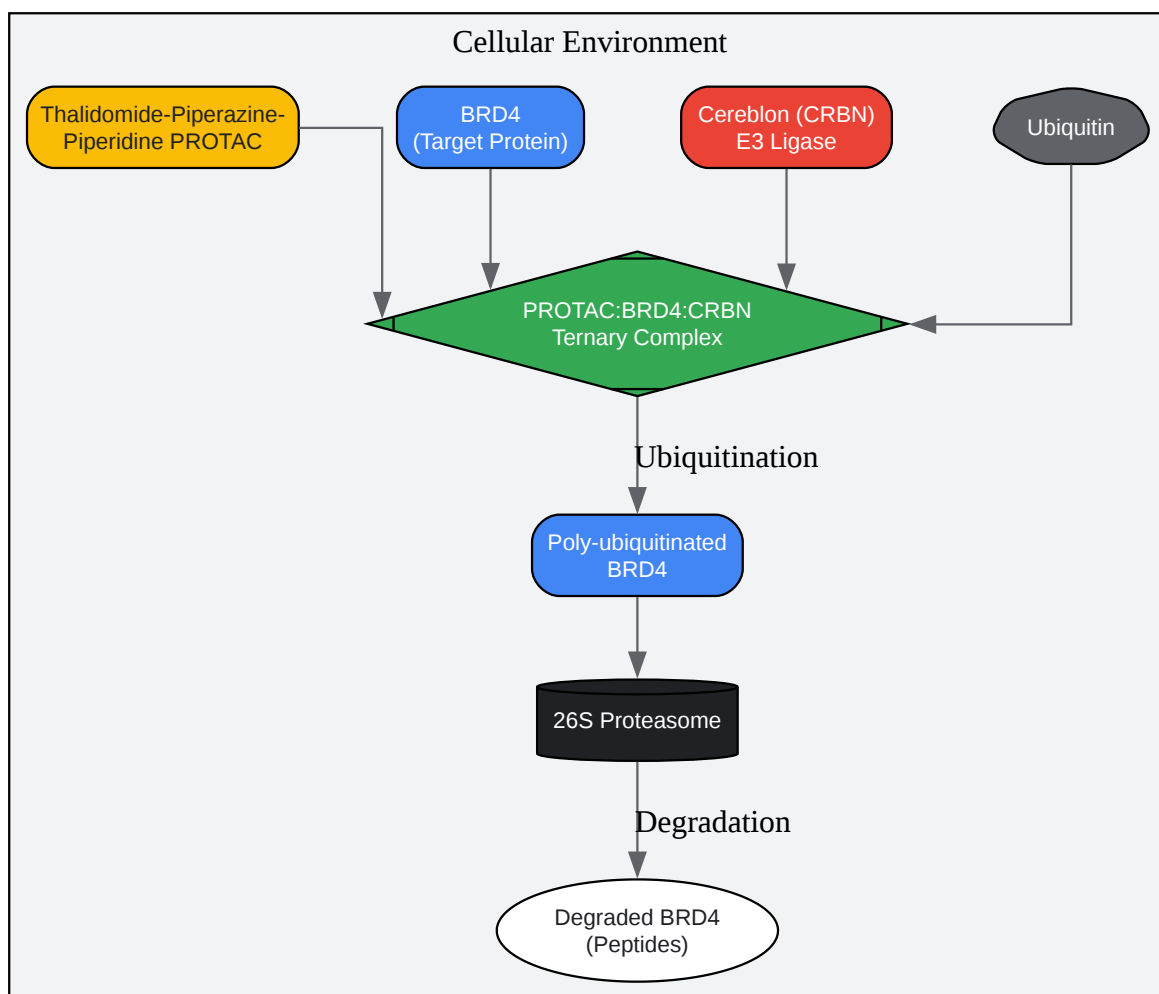 Cellular Environment
Thalidomide-Piperazine-
Piperidine PROTAC
BRD4
(Target Protein)
Cereblon (CRBN)
E3 Ligase
Ubiquitin
PROTAC:BRD4:CRBN
Ternary Complex
Ubiquitination
Poly-ubiquitinated
BRD4
26S Proteasome
Degradation
Degraded BRD4
(Peptides)